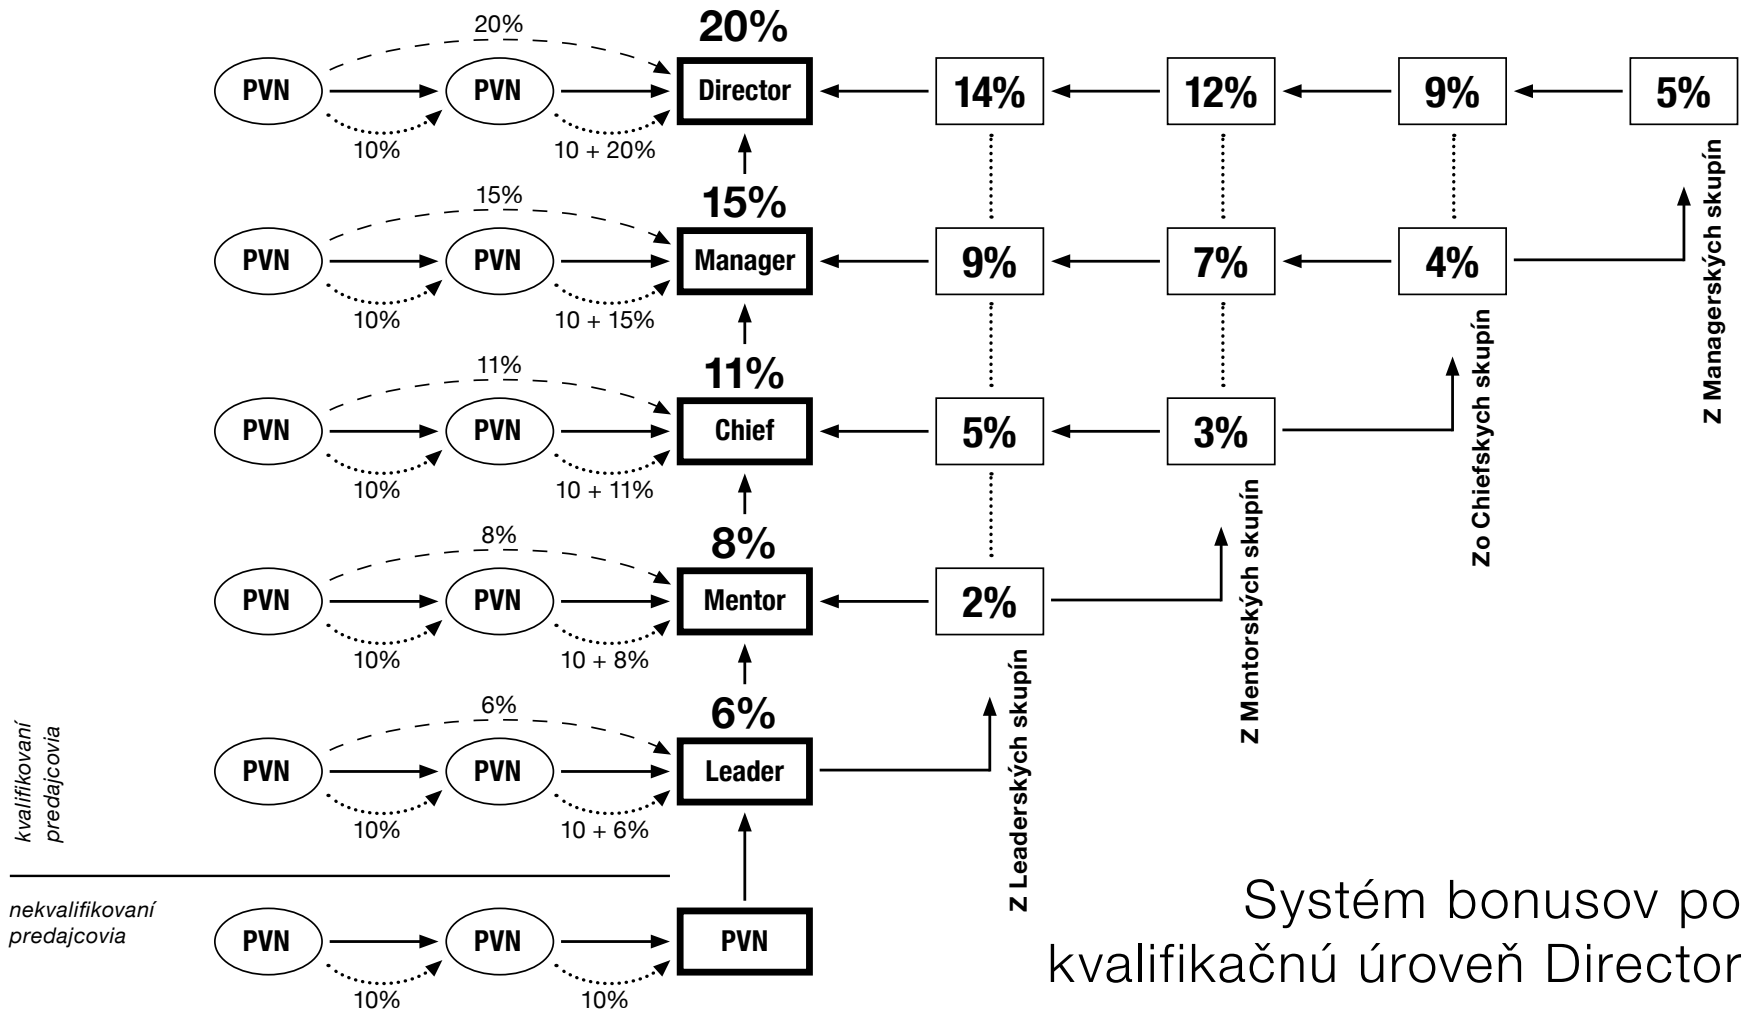 20%
20%
PVN
PVN
Director
14%
12%
9%
5%
10%
10 + 20%
15%
15%
PVN
PVN
Manager
9%
7%
4%
Z Managerských skupín
10%
10 + 15%
11%
11%
PVN
PVN
Chief
5%
3%
Zo Chiefskych skupín
10%
10 + 11%
8%
8%
PVN
PVN
Mentor
2%
Z Mentorských skupín
10%
10 + 8%
6%
6%
PVN
PVN
Leader
Z Leaderských skupín
10%
10 + 6%
kvalifikovaní
predajcovia
nekvalifikovaní
predajcovia
PVN
PVN
PVN
10%
10%
Systém bonusov po
kvalifikačnú úroveň Director